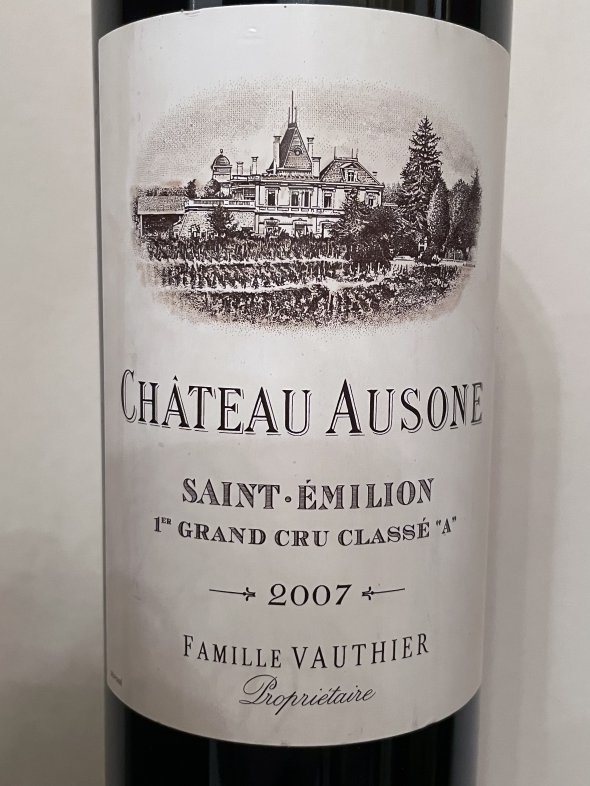 CHÂTEAU AUSONE
SAINT-ÉMILION
1ER GRAND CRU CLASSÉ "A"
2007
FAMILLE VAUTHIER
Propriétaire